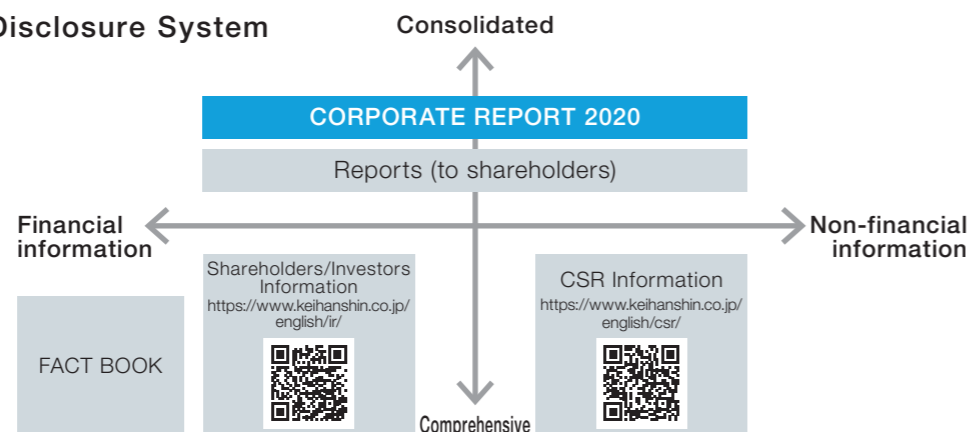 Disclosure System
Consolidated
CORPORATE REPORT 2020
Reports (to shareholders)
Financial
information
Non-financial
information
Shareholders/Investors
Information
https://www.keihanshin.co.jp/
english/ir/
CSR Information
https://www.keihanshin.co.jp/
english/csr/
FACT BOOK
Comprehensive